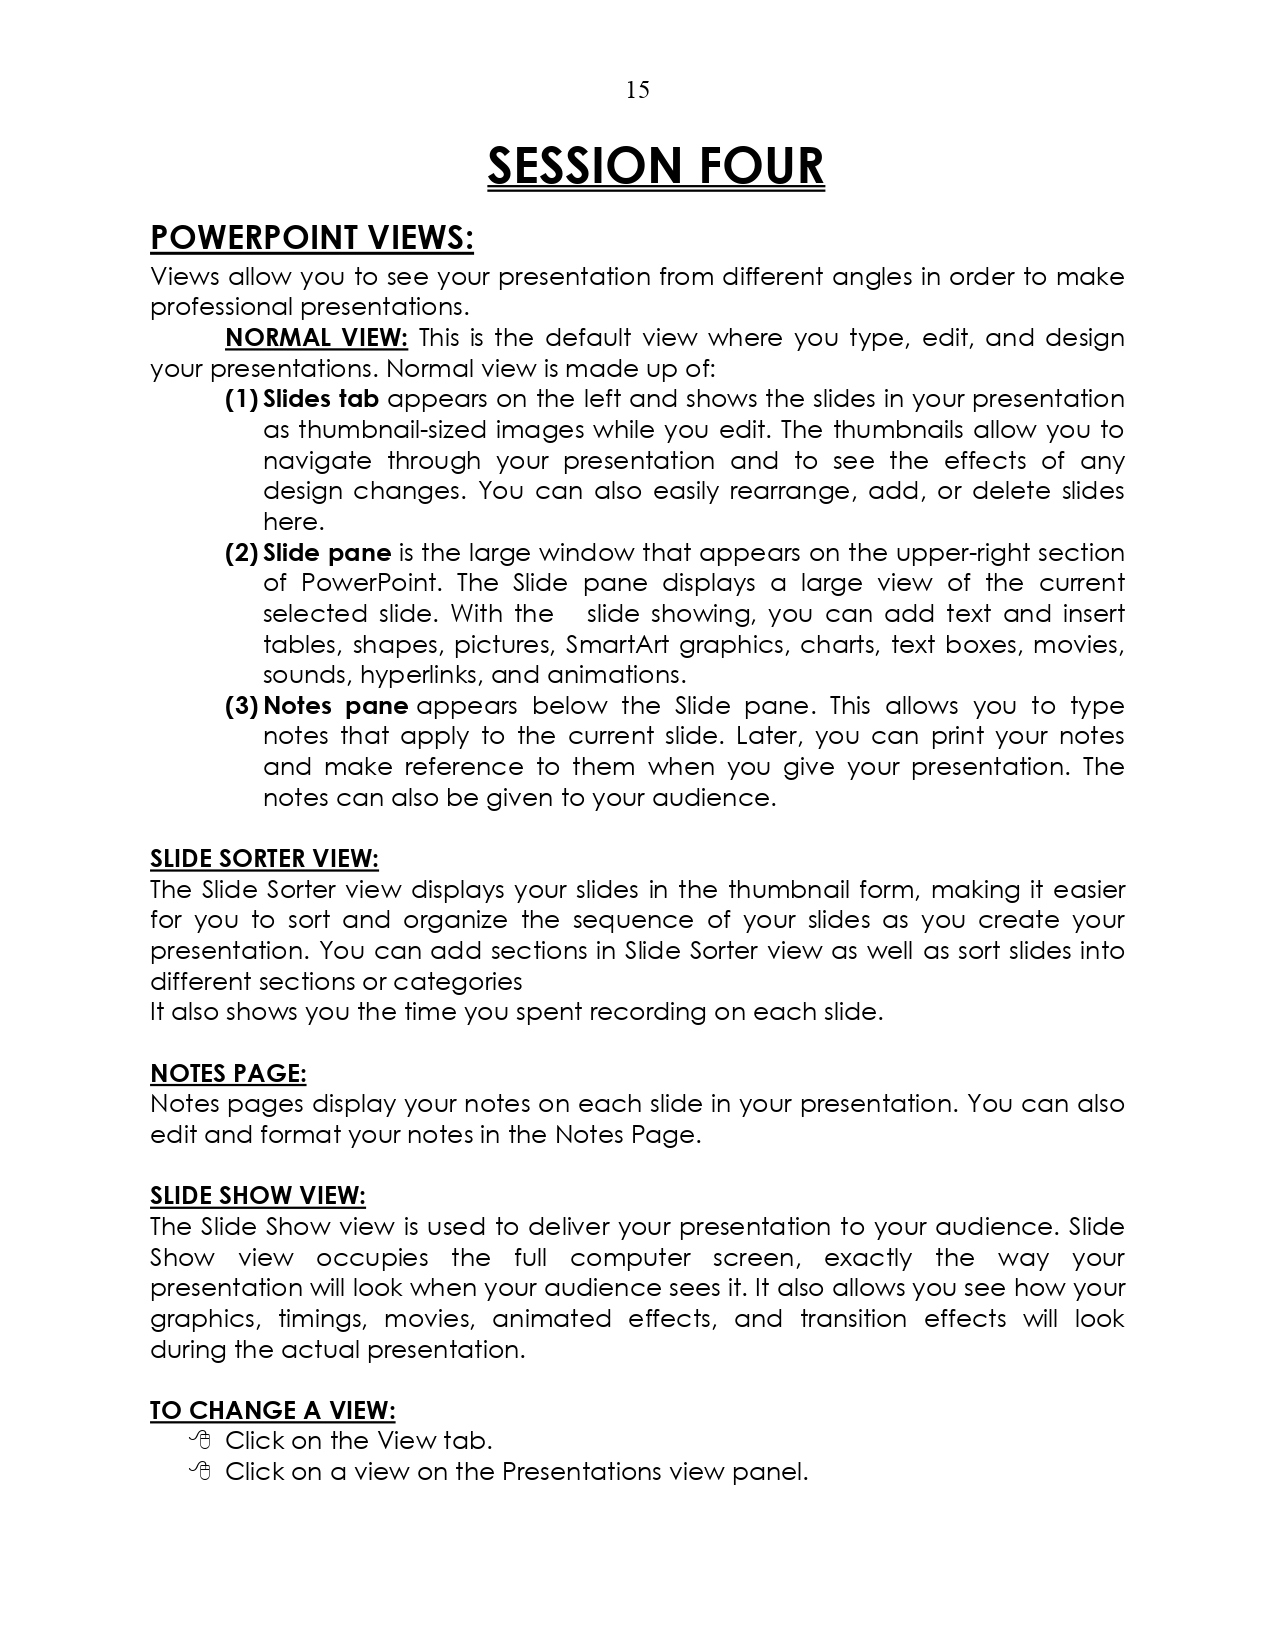 15
SESSION FOUR
POWERPOINT VIEWS:
Views allow you to see your presentation from different angles in order to make
professional presentations.
NORMAL VIEW: This is the default view where you type, edit, and design
your presentations. Normal view is made up of:
(1) Slides tab appears on the left and shows the slides in your presentation
as thumbnail-sized images while you edit. The thumbnails allow you to
navigate through your presentation and to see the effects of any
design changes. You can also easily rearrange, add, or delete slides
here.
(2) Slide pane is the large window that appears on the upper-right section
of PowerPoint. The Slide pane displays a large view of the current
selected slide. With the slide showing, you can add text and insert
tables, shapes, pictures, SmartArt graphics, charts, text boxes, movies,
sounds, hyperlinks, and animations.
(3) Notes pane appears below the Slide pane. This allows you to type
notes that apply to the current slide. Later, you can print your notes
and make reference to them when you give your presentation. The
notes can also be given to your audience.
SLIDE SORTER VIEW:
The Slide Sorter view displays your slides in the thumbnail form, making it easier
for you to sort and organize the sequence of your slides as you create your
presentation. You can add sections in Slide Sorter view as well as sort slides into
different sections or categories
It also shows you the time you spent recording on each slide.
NOTES PAGE:
Notes pages display your notes on each slide in your presentation. You can also
edit and format your notes in the Notes Page.
SLIDE SHOW VIEW:
The Slide Show view is used to deliver your presentation to your audience. Slide
Show view occupies the full computer screen, exactly the way your
presentation will look when your audience sees it. It also allows you see how your
graphics, timings, movies, animated effects, and transition effects will look
during the actual presentation.
TO CHANGE A VIEW:
Click on the View tab.
Click on a view on the Presentations view panel.